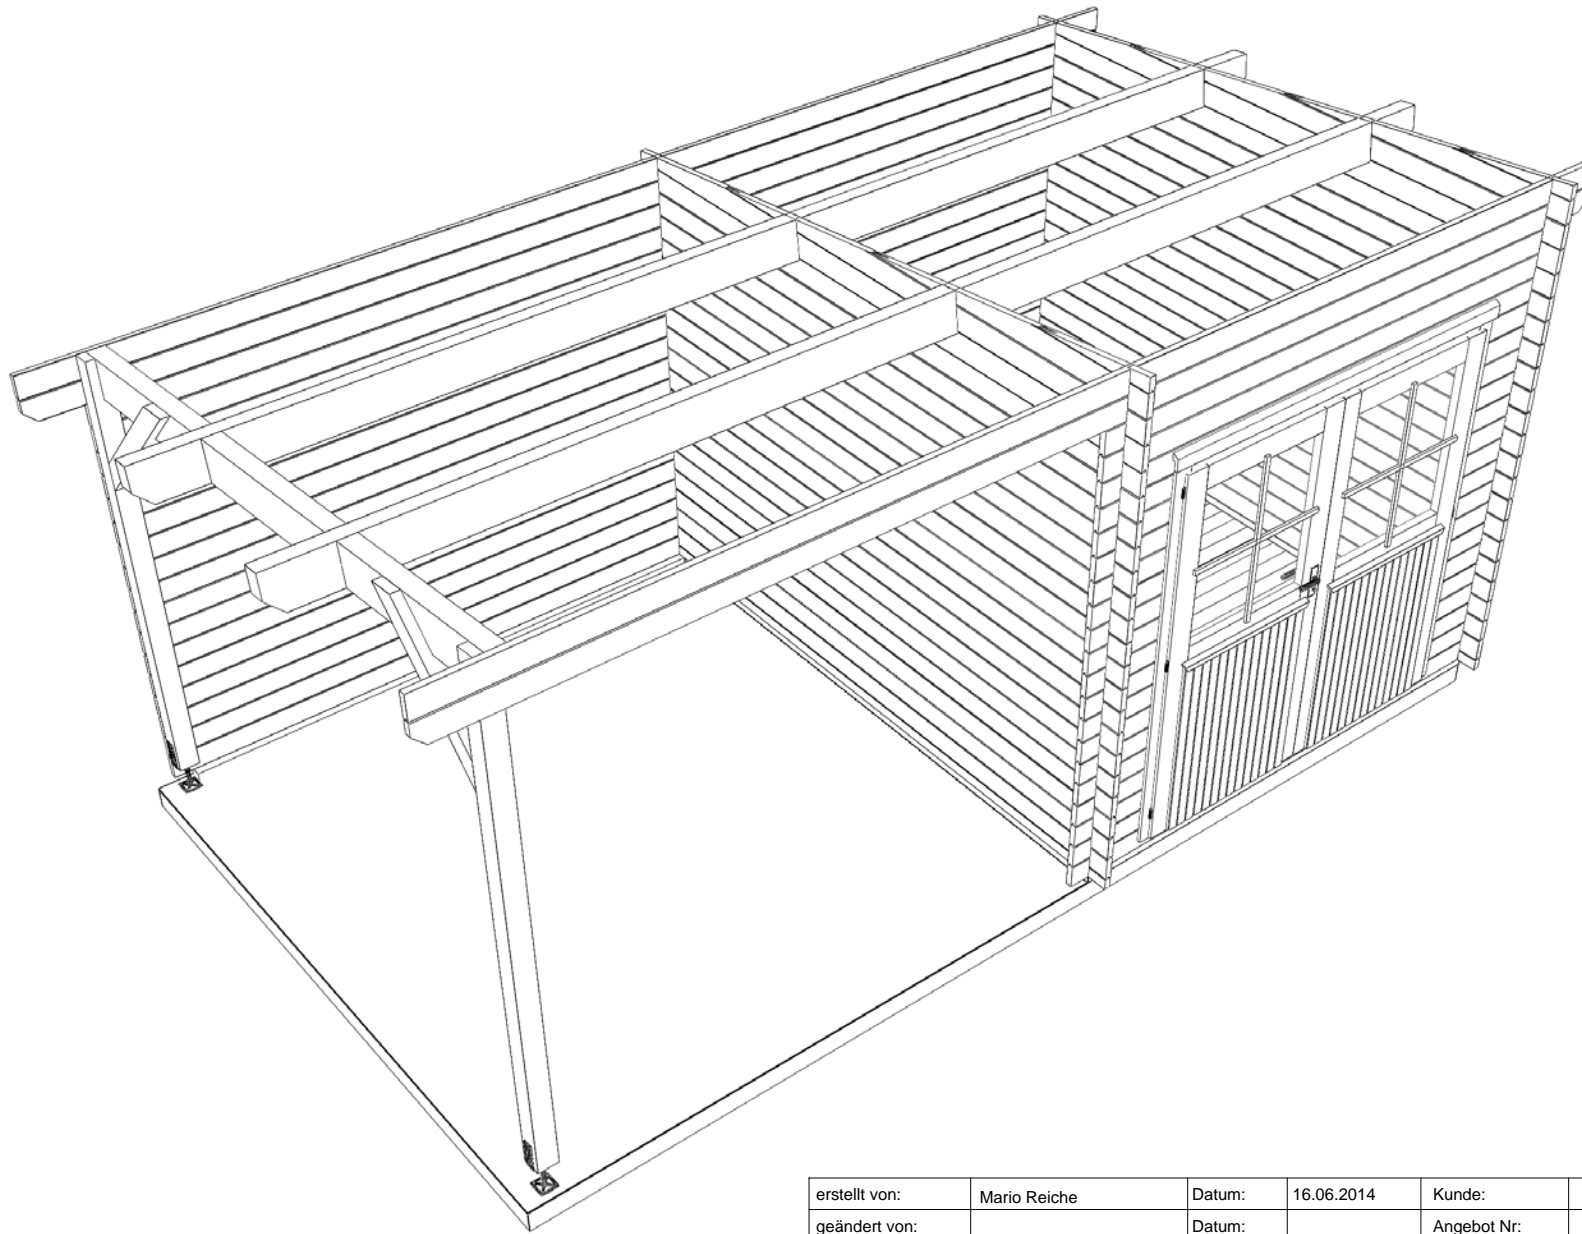 erstellt von: Mario Reiche Datum: 16.06.2014 Kunde:
geändert von: Datum: Angebot Nr: